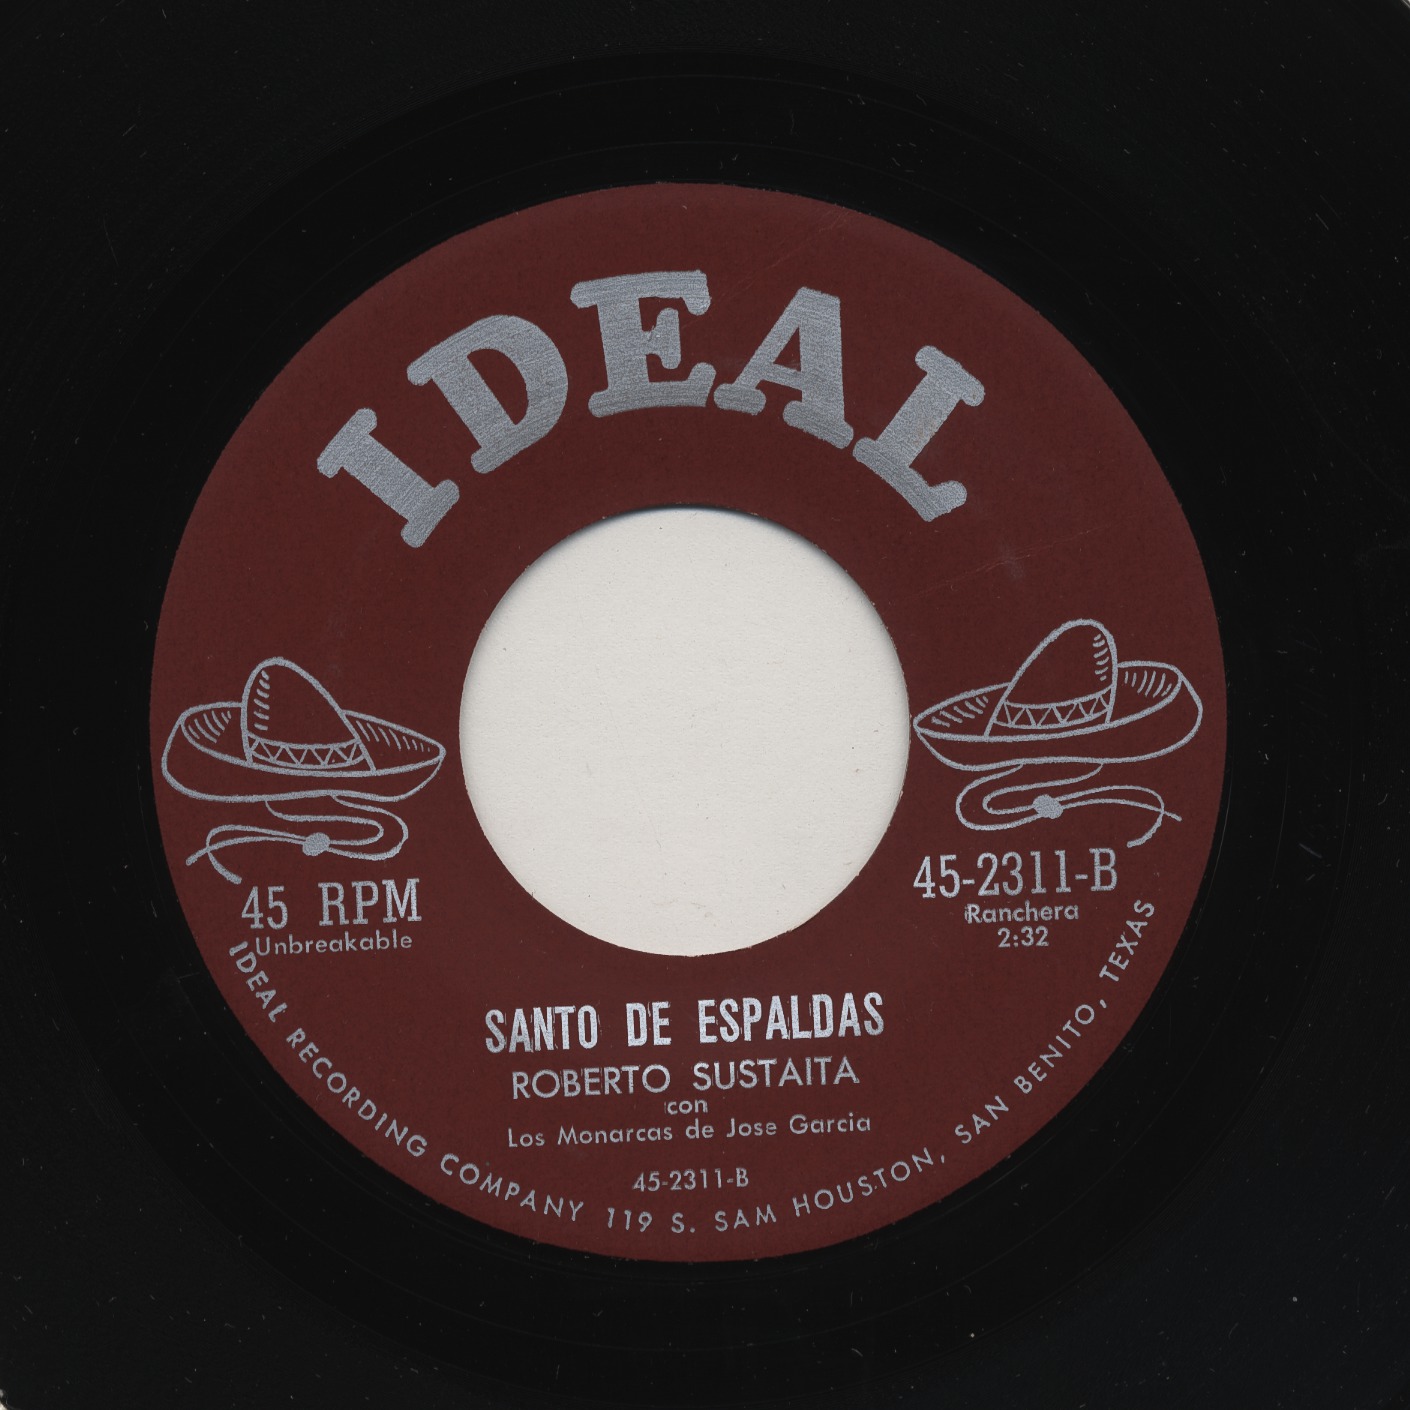 IDEAL
45 RPM
Unbreakable
45-2311-B
Ranchera
2:32
SANTO DE ESPALDAS
ROBERTO SUSTAITA
con
Los Monarcas de Jose Garcia
45-2311-B
IDEAL RECORDING COMPANY 119 S. SAM HOUSTON, SAN BENITO, TEXAS